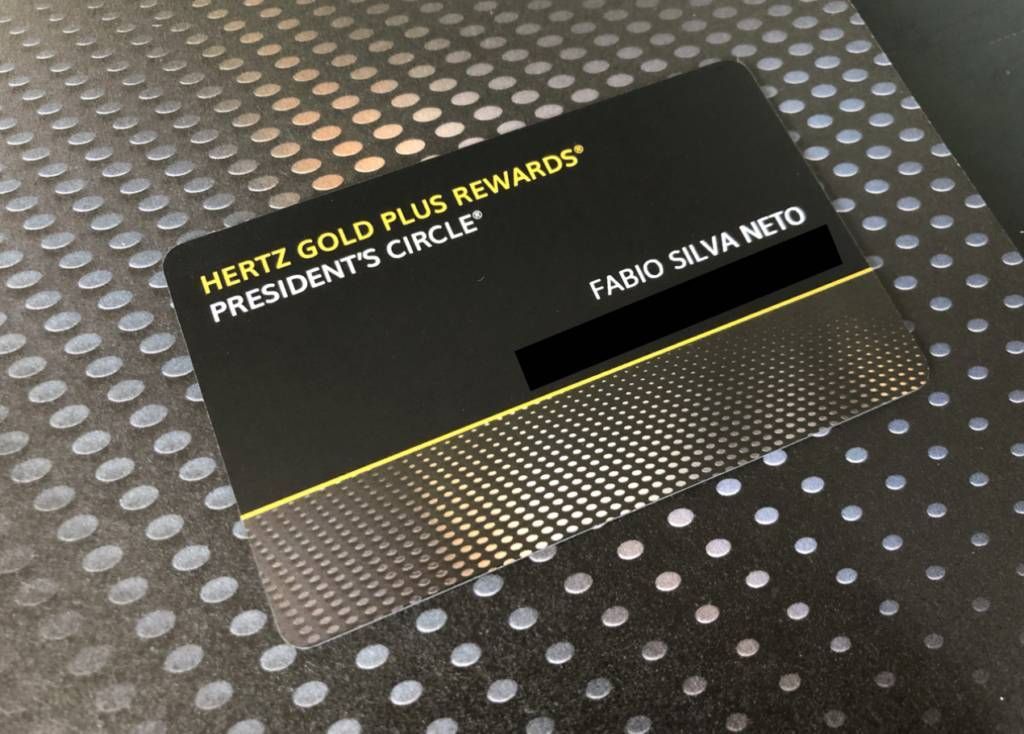 HERTZ GOLD PLUS REWARDS®
PRESIDENT'S CIRCLE®
FABIO SILVA NETO